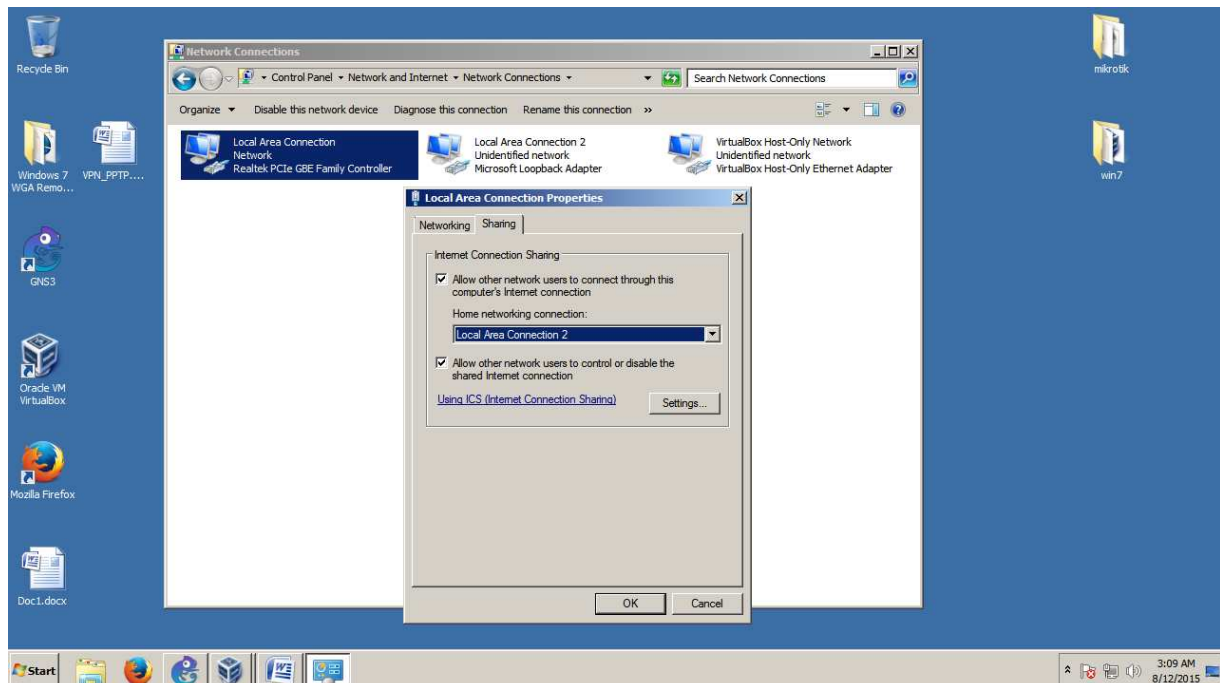 Recycle Bin
Windows 7
WGA Remo...
VPN_PPTP....
GNS3
Oracle VM
VirtualBox
Mozilla Firefox
Doc1.docx
mikrotik
win7
Network Connections
Control Panel Network and Internet Network Connections
Search Network Connections
Organize Disable this network device Diagnose this connection Rename this connection »
Local Area Connection
Network
Realtek PCIe GBE Family Controller
Local Area Connection 2
Unidentified network
Microsoft Loopback Adapter
VirtualBox Host-Only Network
Unidentified network
VirtualBox Host-Only Ethernet Adapter
Local Area Connection Properties
Networking Sharing
Internet Connection Sharing
Allow other network users to connect through this
computer's Internet connection
Home networking connection:
Local Area Connection 2
Allow other network users to control or disable the
shared Internet connection
Using ICS (Internet Connection Sharing)
Settings...
OK Cancel
Start
3:09 AM
8/12/2015